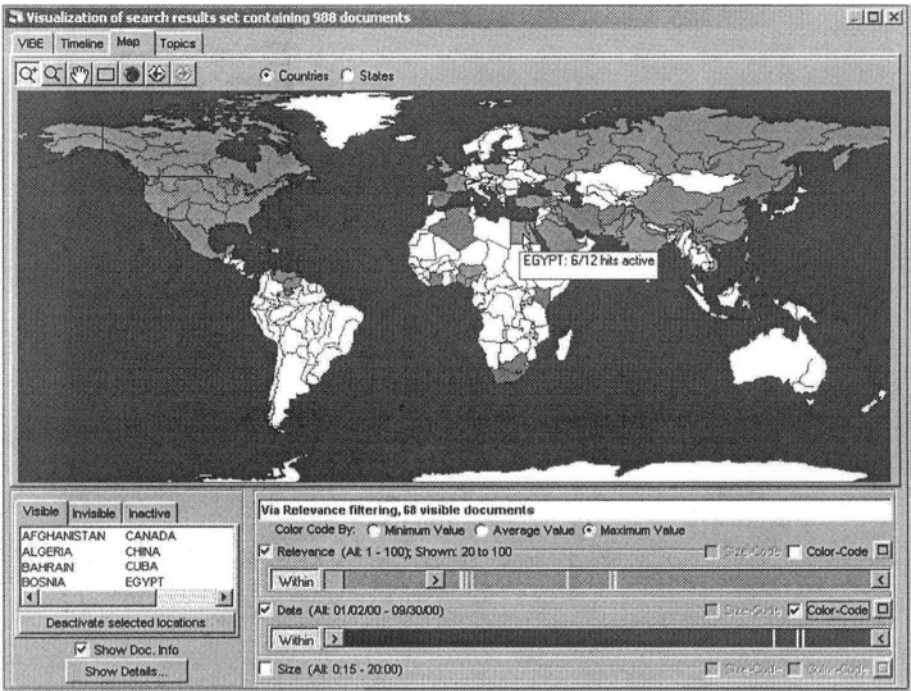 Visualization of search results set containing 988 documents
VIBE Timeline Map Topics
Countries States
EGYPT: 6/12 hits active
Visible Invisible Inactive
AFGHANISTAN CANADA
ALGERIA CHINA
BAHRAIN CUBA
BOSNIA EGYPT
Deactivate selected locations
Show Doc. Info
Show Details...
Via Relevance filtering, 68 visible documents
Color Code By: Minimum Value Average Value Maximum Value
Relevance (All: 1 - 100); Shown: 20 to 100 Size-Code Color-Code
Within
Date (All: 01/02/00 - 09/30/00) Size-Code Color-Code
Within
Size (All: 0:15 - 20:00) Size-Code Color-Code